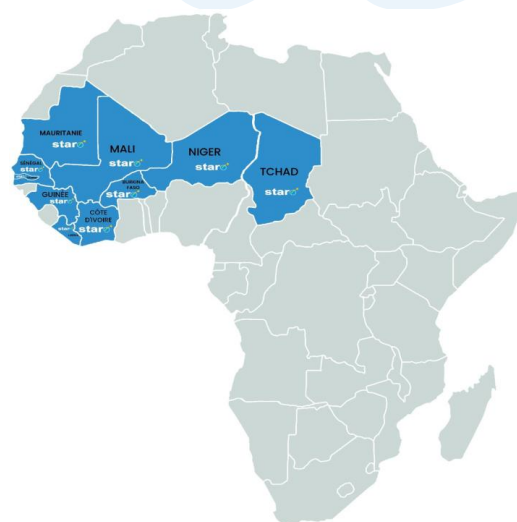 MAURITANIE
star
MALI
star
NIGER
star
TCHAD
star
SÉNÉGAL
star
BURKINA
FASO
star
GUINÉE
star
CÔTE
D'IVOIRE
star
star